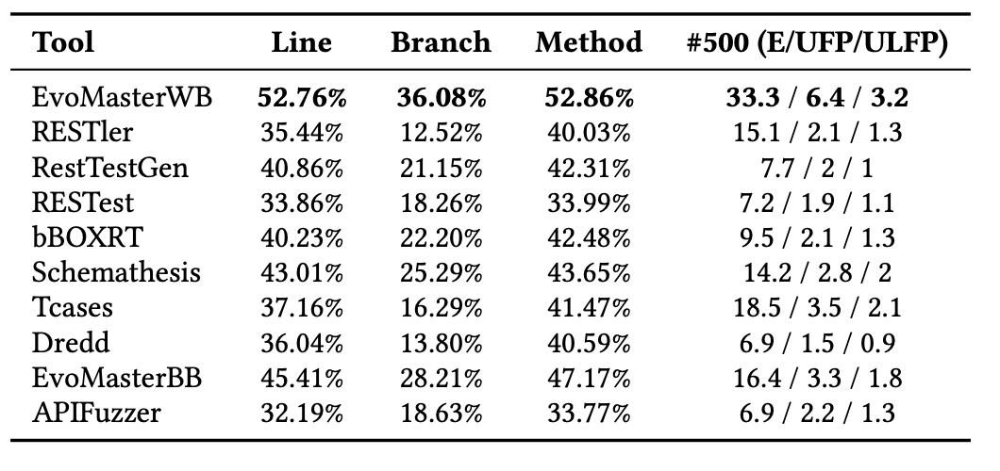 Tool Line Branch Method #500 (E/UFP/ULFP)
EvoMasterWB 52.76% 36.08% 52.86% 33.3 / 6.4 / 3.2
RESTler 35.44% 12.52% 40.03% 15.1 / 2.1 / 1.3
RestTestGen 40.86% 21.15% 42.31% 7.7 / 2 / 1
RESTest 33.86% 18.26% 33.99% 7.2 / 1.9 / 1.1
bBOXRT 40.23% 22.20% 42.48% 9.5 / 2.1 / 1.3
Schemathesis 43.01% 25.29% 43.65% 14.2 / 2.8 / 2
Tcases 37.16% 16.29% 41.47% 18.5 / 3.5 / 2.1
Dredd 36.04% 13.80% 40.59% 6.9 / 1.5 / 0.9
EvoMasterBB 45.41% 28.21% 47.17% 16.4 / 3.3 / 1.8
APIFuzzer 32.19% 18.63% 33.77% 6.9 / 2.2 / 1.3